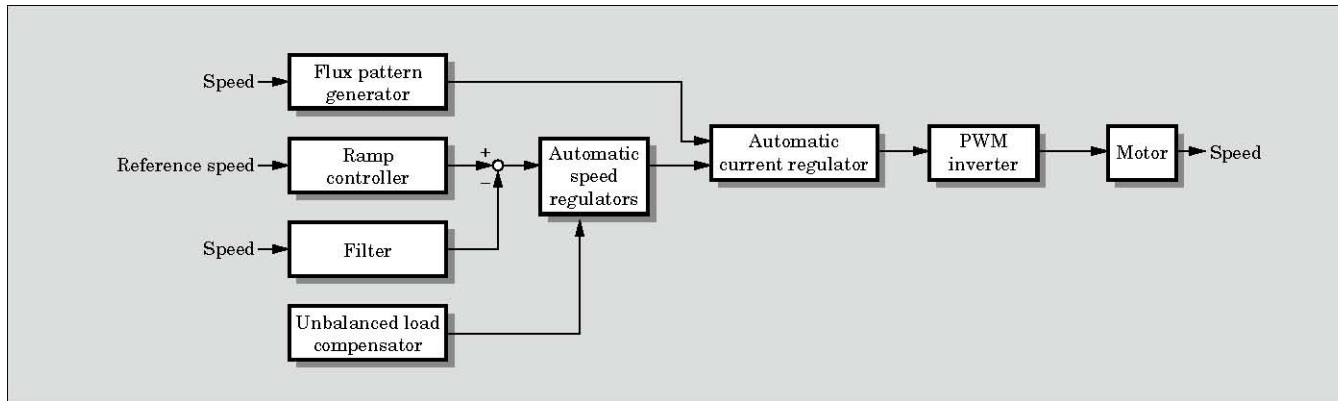 Speed
Flux pattern
generator
Reference speed
Ramp
controller
+
−
Speed
Filter
Unbalanced load
compensator
Automatic
speed
regulators
Automatic
current regulator
PWM
inverter
Motor
Speed